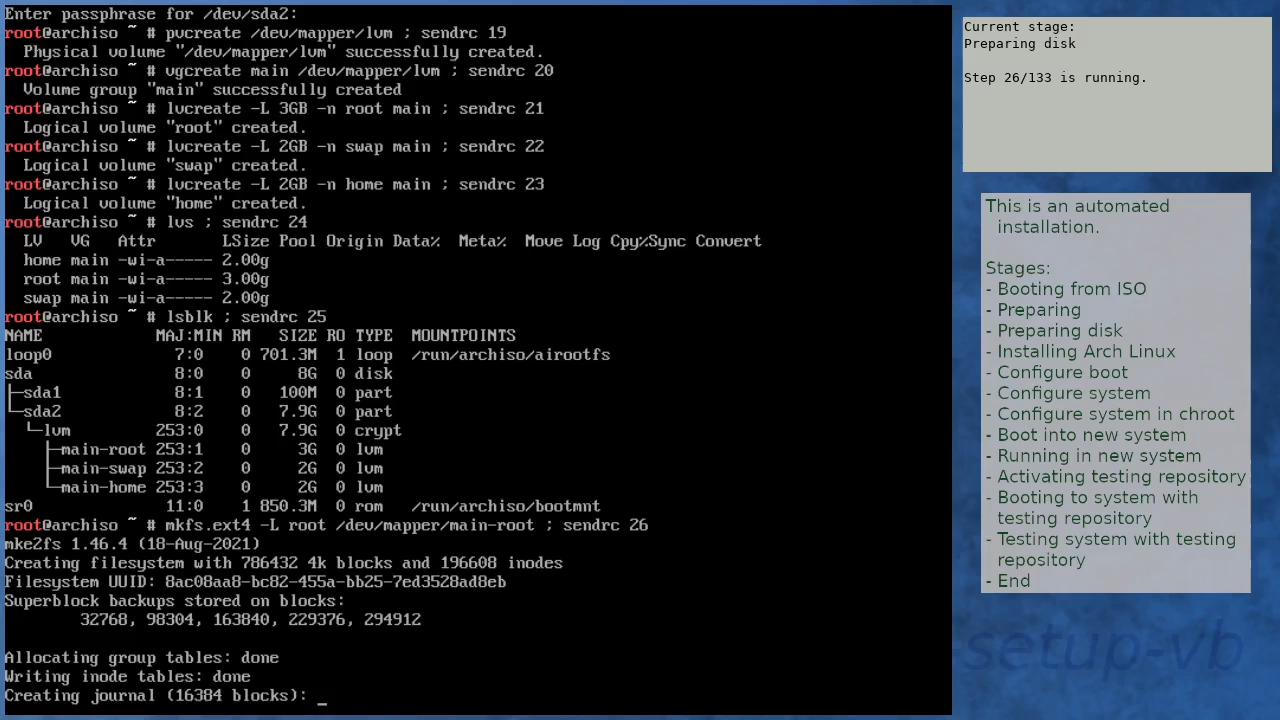 Enter passphrase for /dev/sda2:
root@archiso ~ # pvcreate /dev/mapper/lvm ; sendrc 19
  Physical volume "/dev/mapper/lvm" successfully created.
root@archiso ~ # vgcreate main /dev/mapper/lvm ; sendrc 20
  Volume group "main" successfully created
root@archiso ~ # lvcreate -L 3GB -n root main ; sendrc 21
  Logical volume "root" created.
root@archiso ~ # lvcreate -L 2GB -n swap main ; sendrc 22
  Logical volume "swap" created.
root@archiso ~ # lvcreate -L 2GB -n home main ; sendrc 23
  Logical volume "home" created.
root@archiso ~ # lvs ; sendrc 24
  LV   VG   Attr       LSize Pool Origin Data%  Meta%  Move Log Cpy%Sync Convert
  home main -wi-a----- 2.00g
  root main -wi-a----- 3.00g
  swap main -wi-a----- 2.00g
root@archiso ~ # lsblk ; sendrc 25
NAME            MAJ:MIN RM   SIZE RO TYPE  MOUNTPOINTS
loop0             7:0    0 701.3M  1 loop  /run/archiso/airootfs
sda               8:0    0     8G  0 disk
├─sda1            8:1    0   100M  0 part
└─sda2            8:2    0   7.9G  0 part
  └─lvm         253:0    0   7.9G  0 crypt
    ├─main-root 253:1    0     3G  0 lvm
    ├─main-swap 253:2    0     2G  0 lvm
    └─main-home 253:3    0     2G  0 lvm
sr0              11:0    1 850.3M  0 rom   /run/archiso/bootmnt
root@archiso ~ # mkfs.ext4 -L root /dev/mapper/main-root ; sendrc 26
mke2fs 1.46.4 (18-Aug-2021)
Creating filesystem with 786432 4k blocks and 196608 inodes
Filesystem UUID: 8ac08aa8-bc82-455a-bb25-7ed3528ad8eb
Superblock backups stored on blocks:
        32768, 98304, 163840, 229376, 294912
Allocating group tables: done
Writing inode tables: done
Creating journal (16384 blocks): _
Current stage:
Preparing disk
Step 26/133 is running.
This is an automated
installation.
Stages:
- Booting from ISO
- Preparing
- Preparing disk
- Installing Arch Linux
- Configure boot
- Configure system
- Configure system in chroot
- Boot into new system
- Running in new system
- Activating testing repository
- Booting to system with
testing repository
- Testing system with testing
repository
- End
-setup-vb